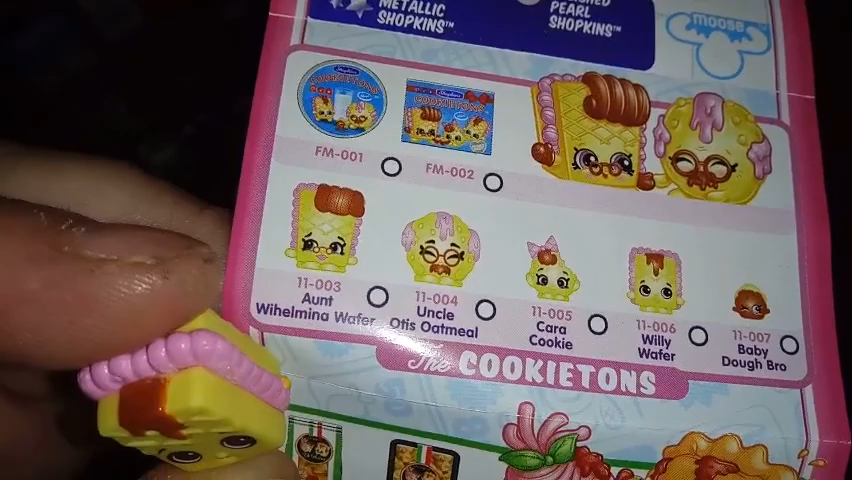 METALLIC
SHOPKINS™
PEARL
SHOPKINS™
moose
Shopkins
COOKIETONS
COOKIETONS
FM-001
FM-002
11-003
Aunt
Wihelmina Wafer
11-004
Uncle
Otis Oatmeal
11-005
Cara
Cookie
11-006
Willy
Wafer
11-007
Baby
Dough Bro
The COOKIETONS